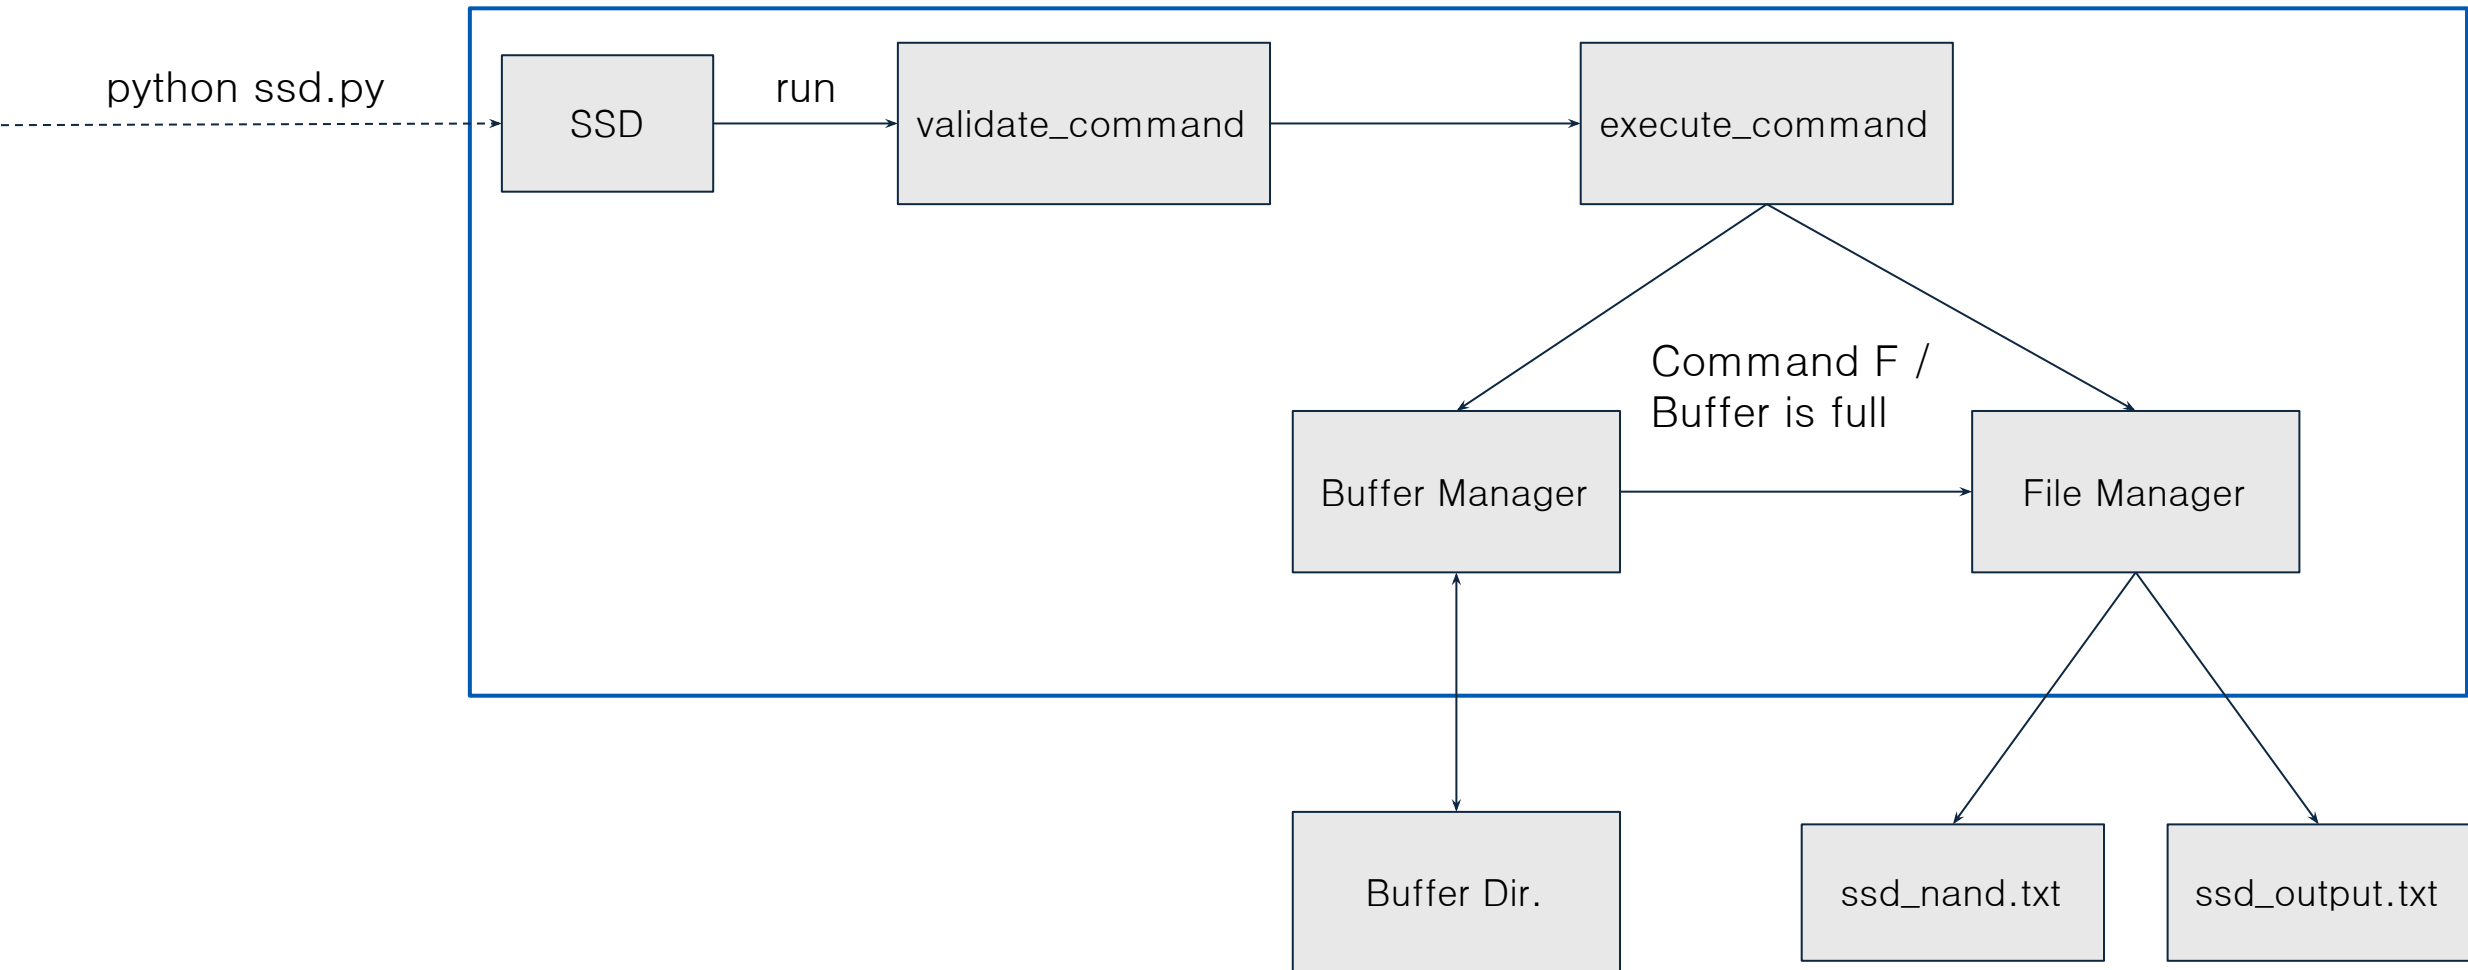 python ssd.py
SSD
run
validate_command
execute_command
Command F /
Buffer is full
Buffer Manager
File Manager
Buffer Dir.
ssd_nand.txt
ssd_output.txt